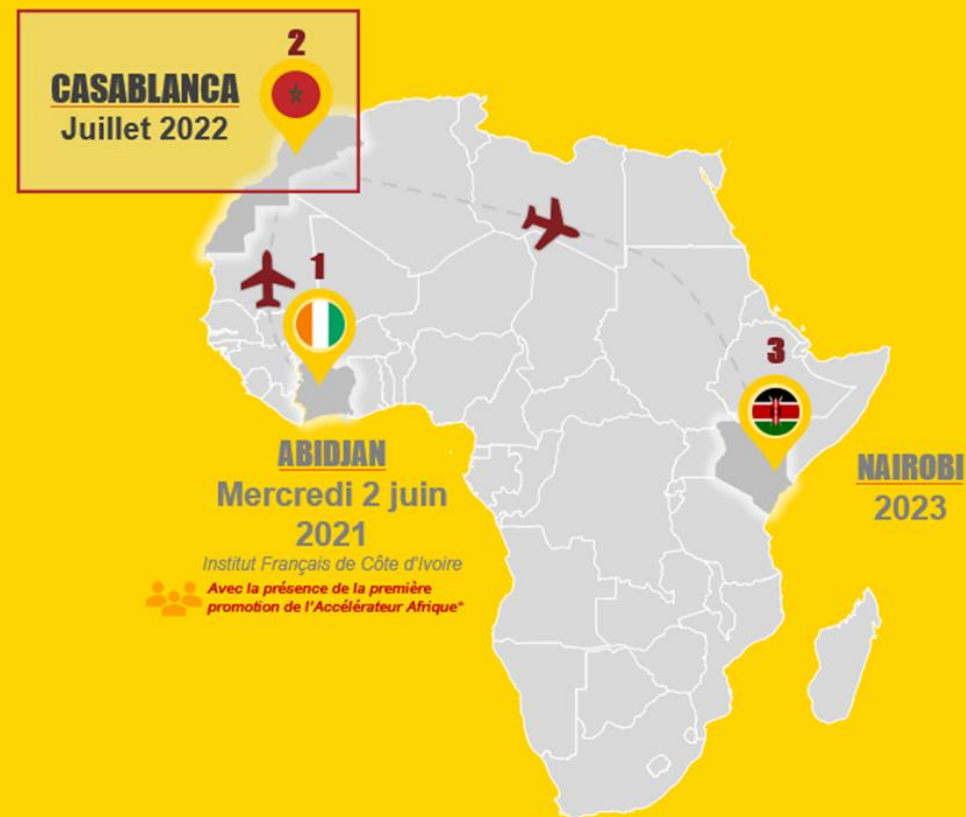 2
CASABLANCA
Juillet 2022
1
ABIDJAN
Mercredi 2 juin
2021
Institut Français de Côte d'Ivoire
Avec la présence de la première
promotion de l'Accélérateur Afrique*
3
NAIROBI
2023